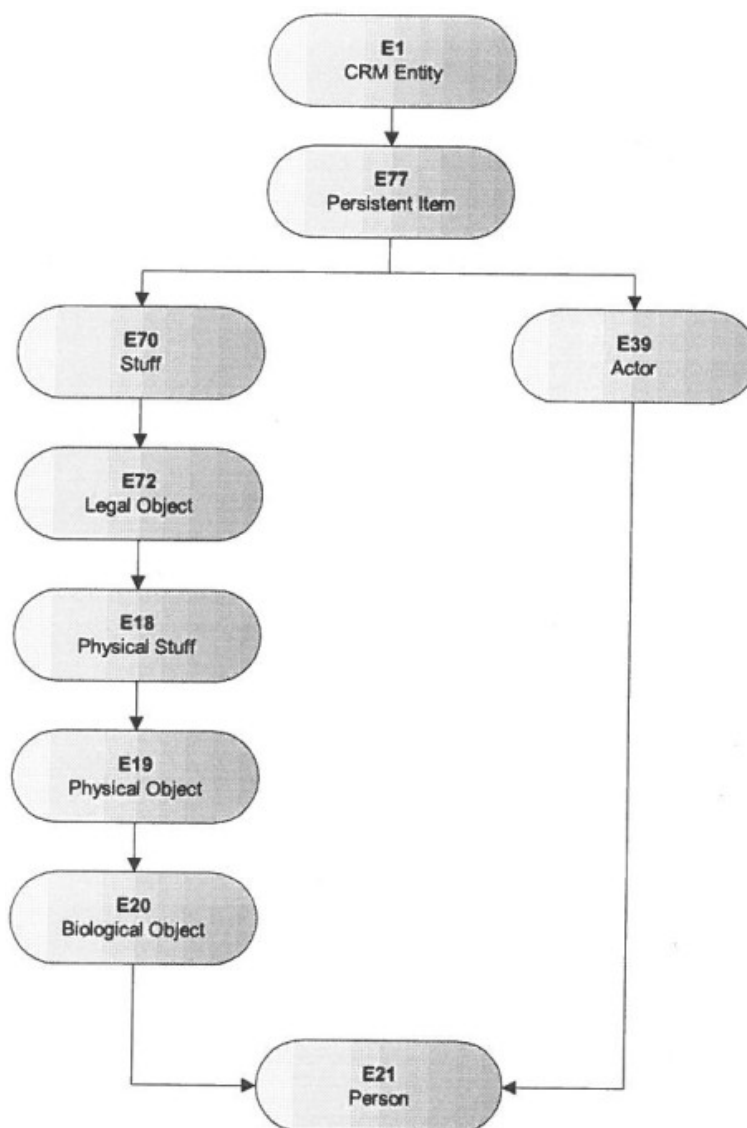 E1
CRM Entity
E77
Persistent Item
E70
Stuff
E39
Actor
E72
Legal Object
E18
Physical Stuff
E19
Physical Object
E20
Biological Object
E21
Person